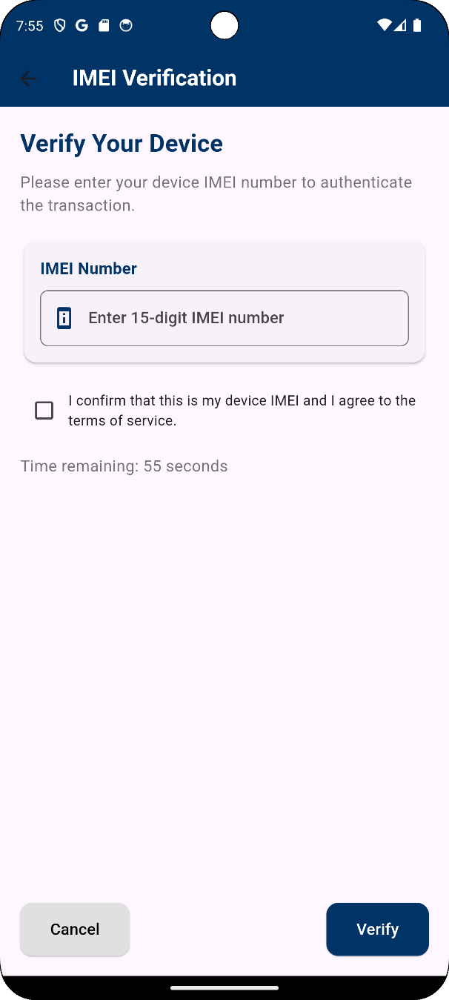 7:55
IMEI Verification
Verify Your Device
Please enter your device IMEI number to authenticate
the transaction.
IMEI Number
Enter 15-digit IMEI number
I confirm that this is my device IMEI and I agree to the
terms of service.
Time remaining: 55 seconds
Cancel
Verify